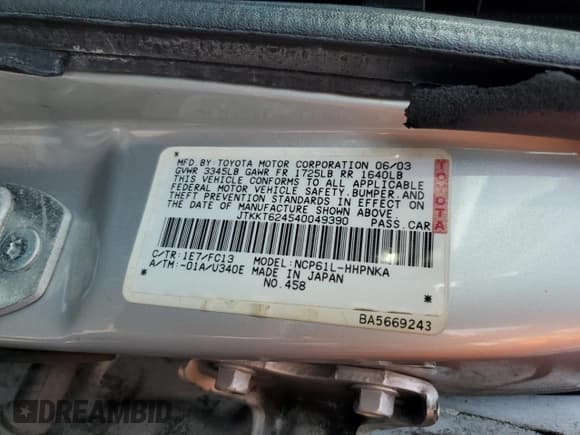 MFD. BY: TOYOTA MOTOR CORPORATION 06/03
GVWR 3345LB GAWR FR 1725LB RR 1640LB
THIS VEHICLE CONFORMS TO ALL APPLICABLE
FEDERAL MOTOR VEHICLE SAFETY, BUMPER, AND
THEFT PREVENTION STANDARDS IN EFFECT ON
THE DATE OF MANUFACTURE SHOWN ABOVE.
JTKKT624540049390 PASS. CAR
TOYOTA
C/TR: 1E7/FC13 MODEL: NCP61L-HHPNKA
A/TM: -01A/U340E MADE IN JAPAN
NO. 458
BA5669243
DREAMBID